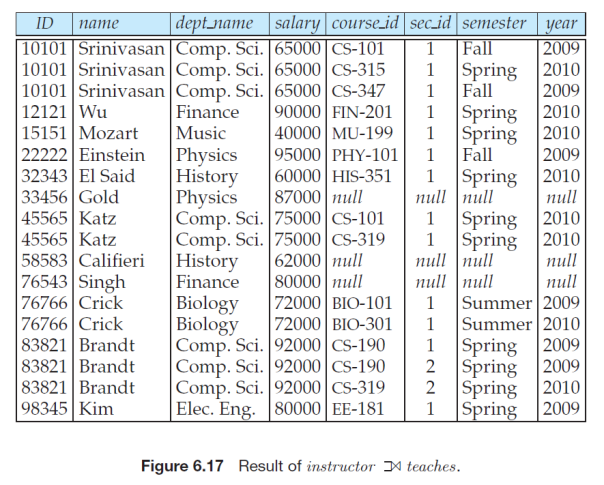 ID name dept_name salary course_id sec_id semester year
10101 Srinivasan Comp. Sci. 65000 CS-101 1 Fall 2009
10101 Srinivasan Comp. Sci. 65000 CS-315 1 Spring 2010
10101 Srinivasan Comp. Sci. 65000 CS-347 1 Fall 2009
12121 Wu Finance 90000 FIN-201 1 Spring 2010
15151 Mozart Music 40000 MU-199 1 Spring 2010
22222 Einstein Physics 95000 PHY-101 1 Fall 2009
32343 El Said History 60000 HIS-351 1 Spring 2010
33456 Gold Physics 87000 null null null null
45565 Katz Comp. Sci. 75000 CS-101 1 Spring 2010
45565 Katz Comp. Sci. 75000 CS-319 1 Spring 2010
58583 Califieri History 62000 null null null null
76543 Singh Finance 80000 null null null null
76766 Crick Biology 72000 BIO-101 1 Summer 2009
76766 Crick Biology 72000 BIO-301 1 Summer 2010
83821 Brandt Comp. Sci. 92000 CS-190 1 Spring 2009
83821 Brandt Comp. Sci. 92000 CS-190 2 Spring 2009
83821 Brandt Comp. Sci. 92000 CS-319 2 Spring 2010
98345 Kim Elec. Eng. 80000 EE-181 1 Spring 2009
Figure 6.17 Result of instructor ⟕ teaches.